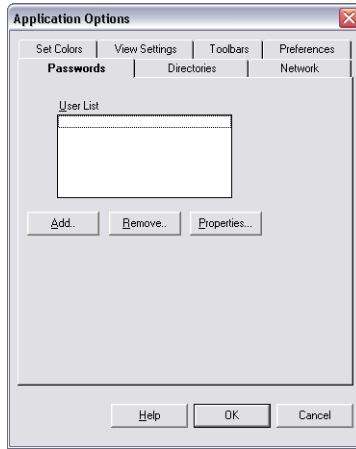 Application Options
Set Colors View Settings Toolbars Preferences
Passwords Directories Network
User List
Add.. Remove.. Properties...
Help OK Cancel